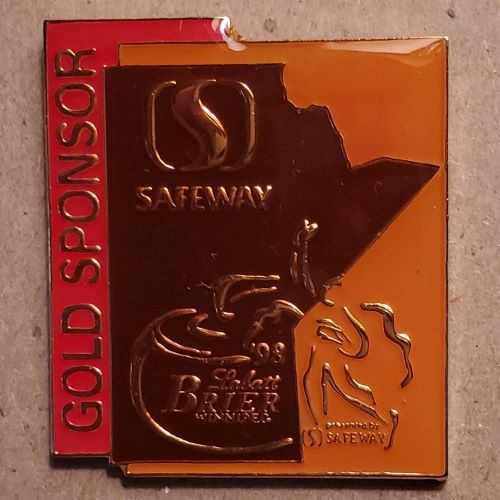 GOLD SPONSOR
S
SAFEWAY
'98
Labatt
BRIER
WINNIPEG
presented by
S SAFEWAY